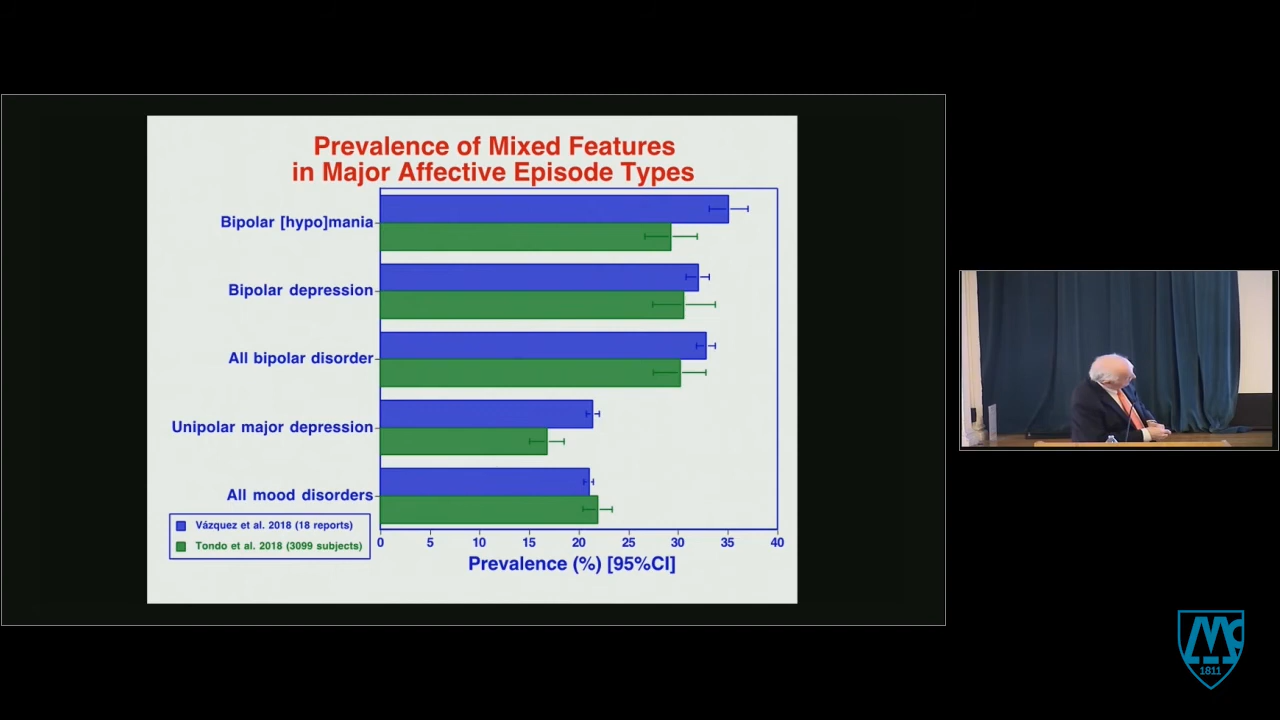 Prevalence of Mixed Features
in Major Affective Episode Types
Bipolar [hypo]mania
Bipolar depression
All bipolar disorder
Unipolar major depression
All mood disorders
Vázquez et al. 2018 (18 reports)
Tondo et al. 2018 (3099 subjects)
0 5 10 15 20 25 30 35 40
Prevalence (%) [95%CI]
Mc
1811